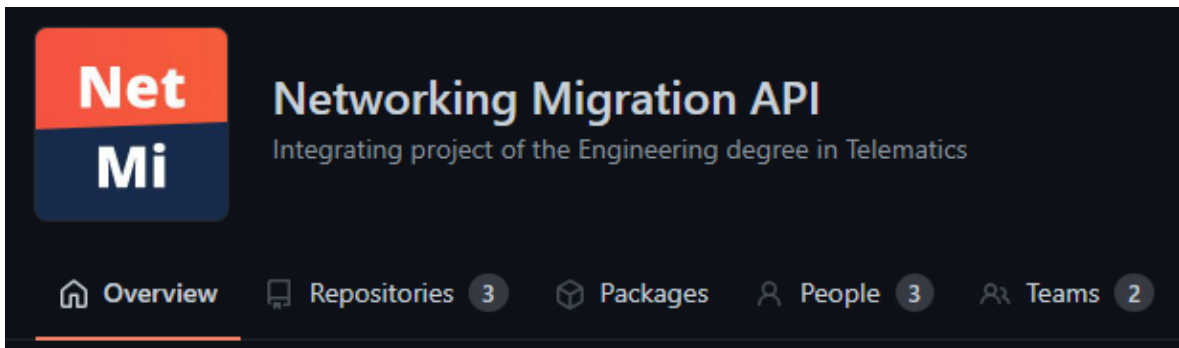 Net
Mi
Networking Migration API
Integrating project of the Engineering degree in Telematics
Overview Repositories 3 Packages People 3 Teams 2